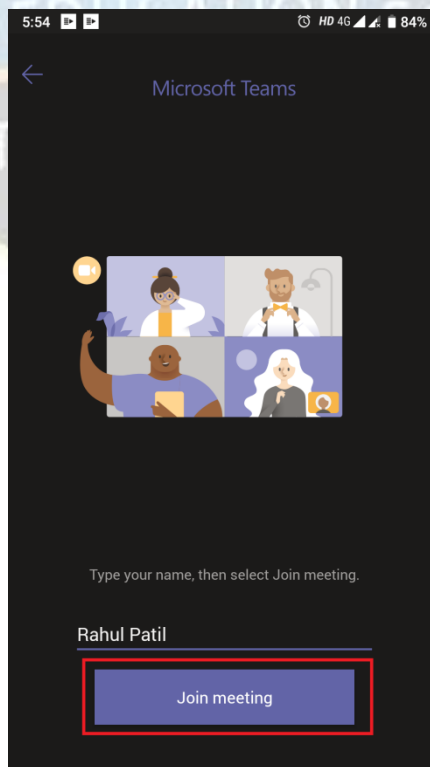 5:54 HD 4G 84%
Microsoft Teams
Type your name, then select Join meeting.
Rahul Patil
Join meeting